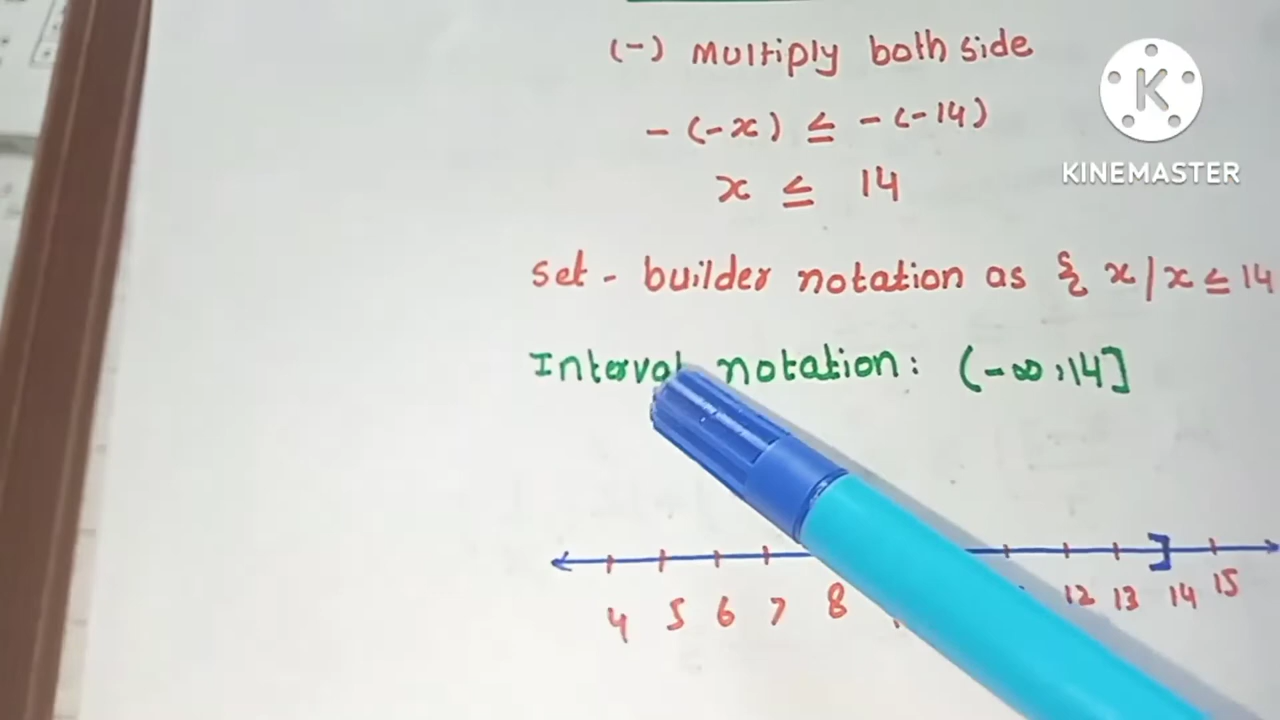 (-) Multiply both side
- (-x) ≤ - (-14)
x ≤ 14
K
KINEMASTER
Set - builder notation as { x / x ≤ 14
Interval notation: (-∞, 14]
4 5 6 7 8 12 13 14 15